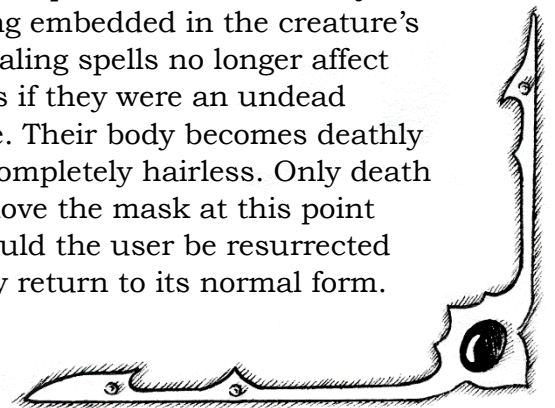 ng embedded in the creature's
aling spells no longer affect
s if they were an undead
e. Their body becomes deathly
ompletely hairless. Only death
ove the mask at this point
uld the user be resurrected
y return to its normal form.